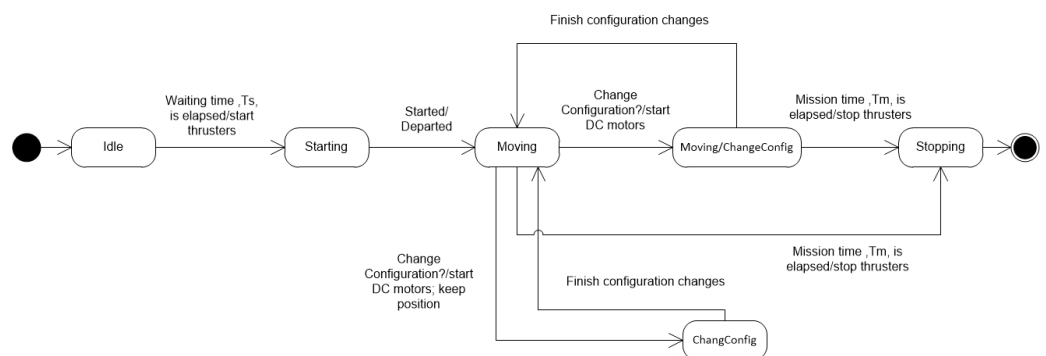 Finish configuration changes
Waiting time ,Ts,
is elapsed/start
thrusters
Started/
Departed
Change
Configuration?/start
DC motors
Mission time ,Tm, is
elapsed/stop thrusters
Idle
Starting
Moving
Moving/ChangeConfig
Stopping
Change
Configuration?/start
DC motors; keep
position
Finish configuration changes
Mission time ,Tm, is
elapsed/stop thrusters
ChangConfig